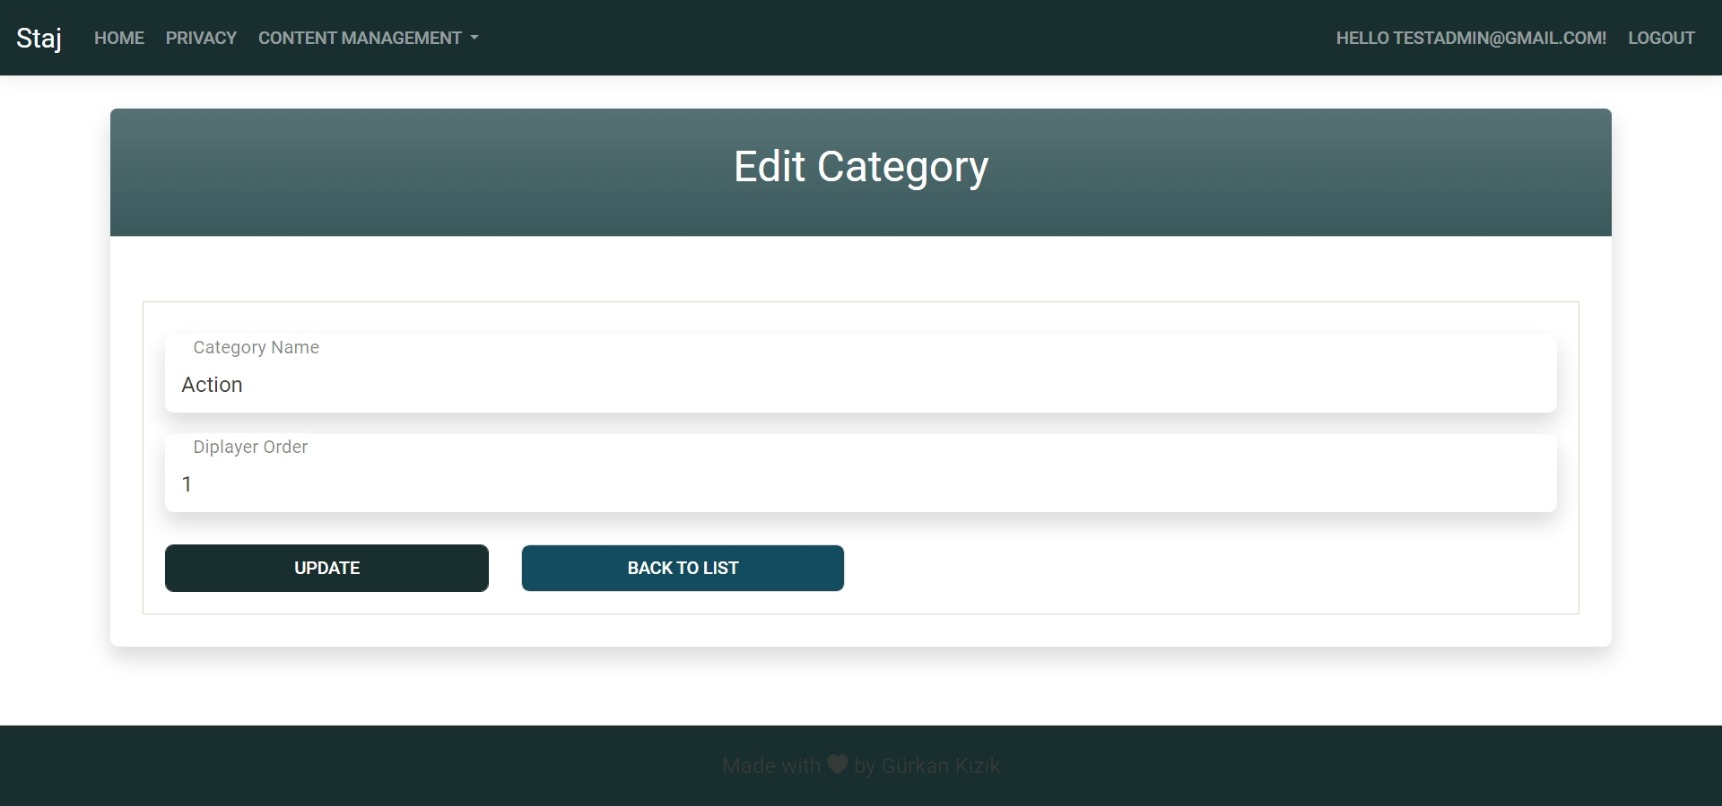 Staj HOME PRIVACY CONTENT MANAGEMENT HELLO TESTADMIN@GMAIL.COM! LOGOUT
Edit Category
Category Name
Action
Diplayer Order
1
UPDATE BACK TO LIST
Made with by Gürkan Kızık